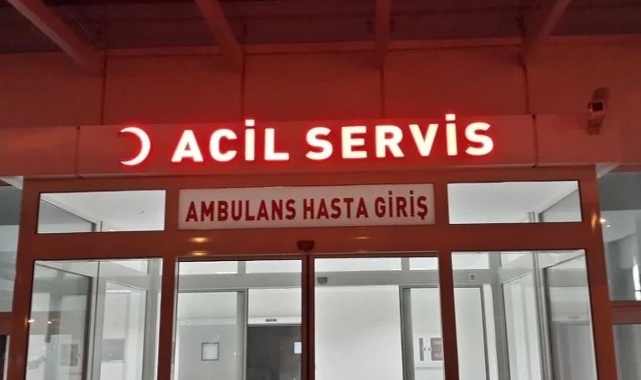 ACİL SERVİS
AMBULANS HASTA GİRİŞ